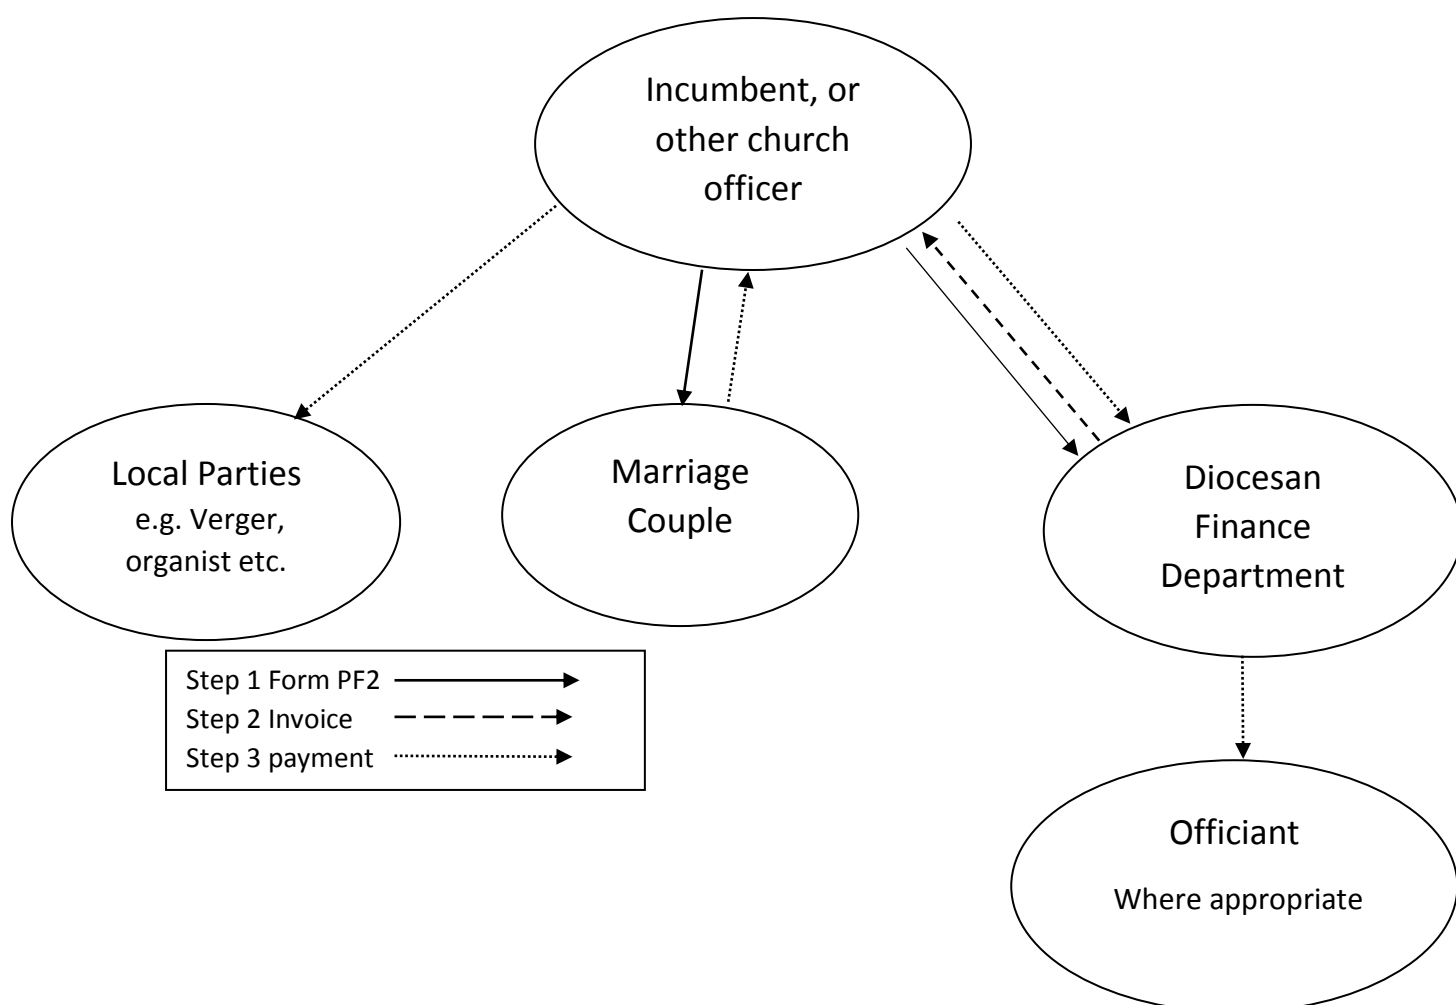 Incumbent, or
other church
officer
Local Parties
e.g. Verger,
organist etc.
Marriage
Couple
Diocesan
Finance
Department
Step 1 Form PF2
Step 2 Invoice
Step 3 payment
Officiant
Where appropriate